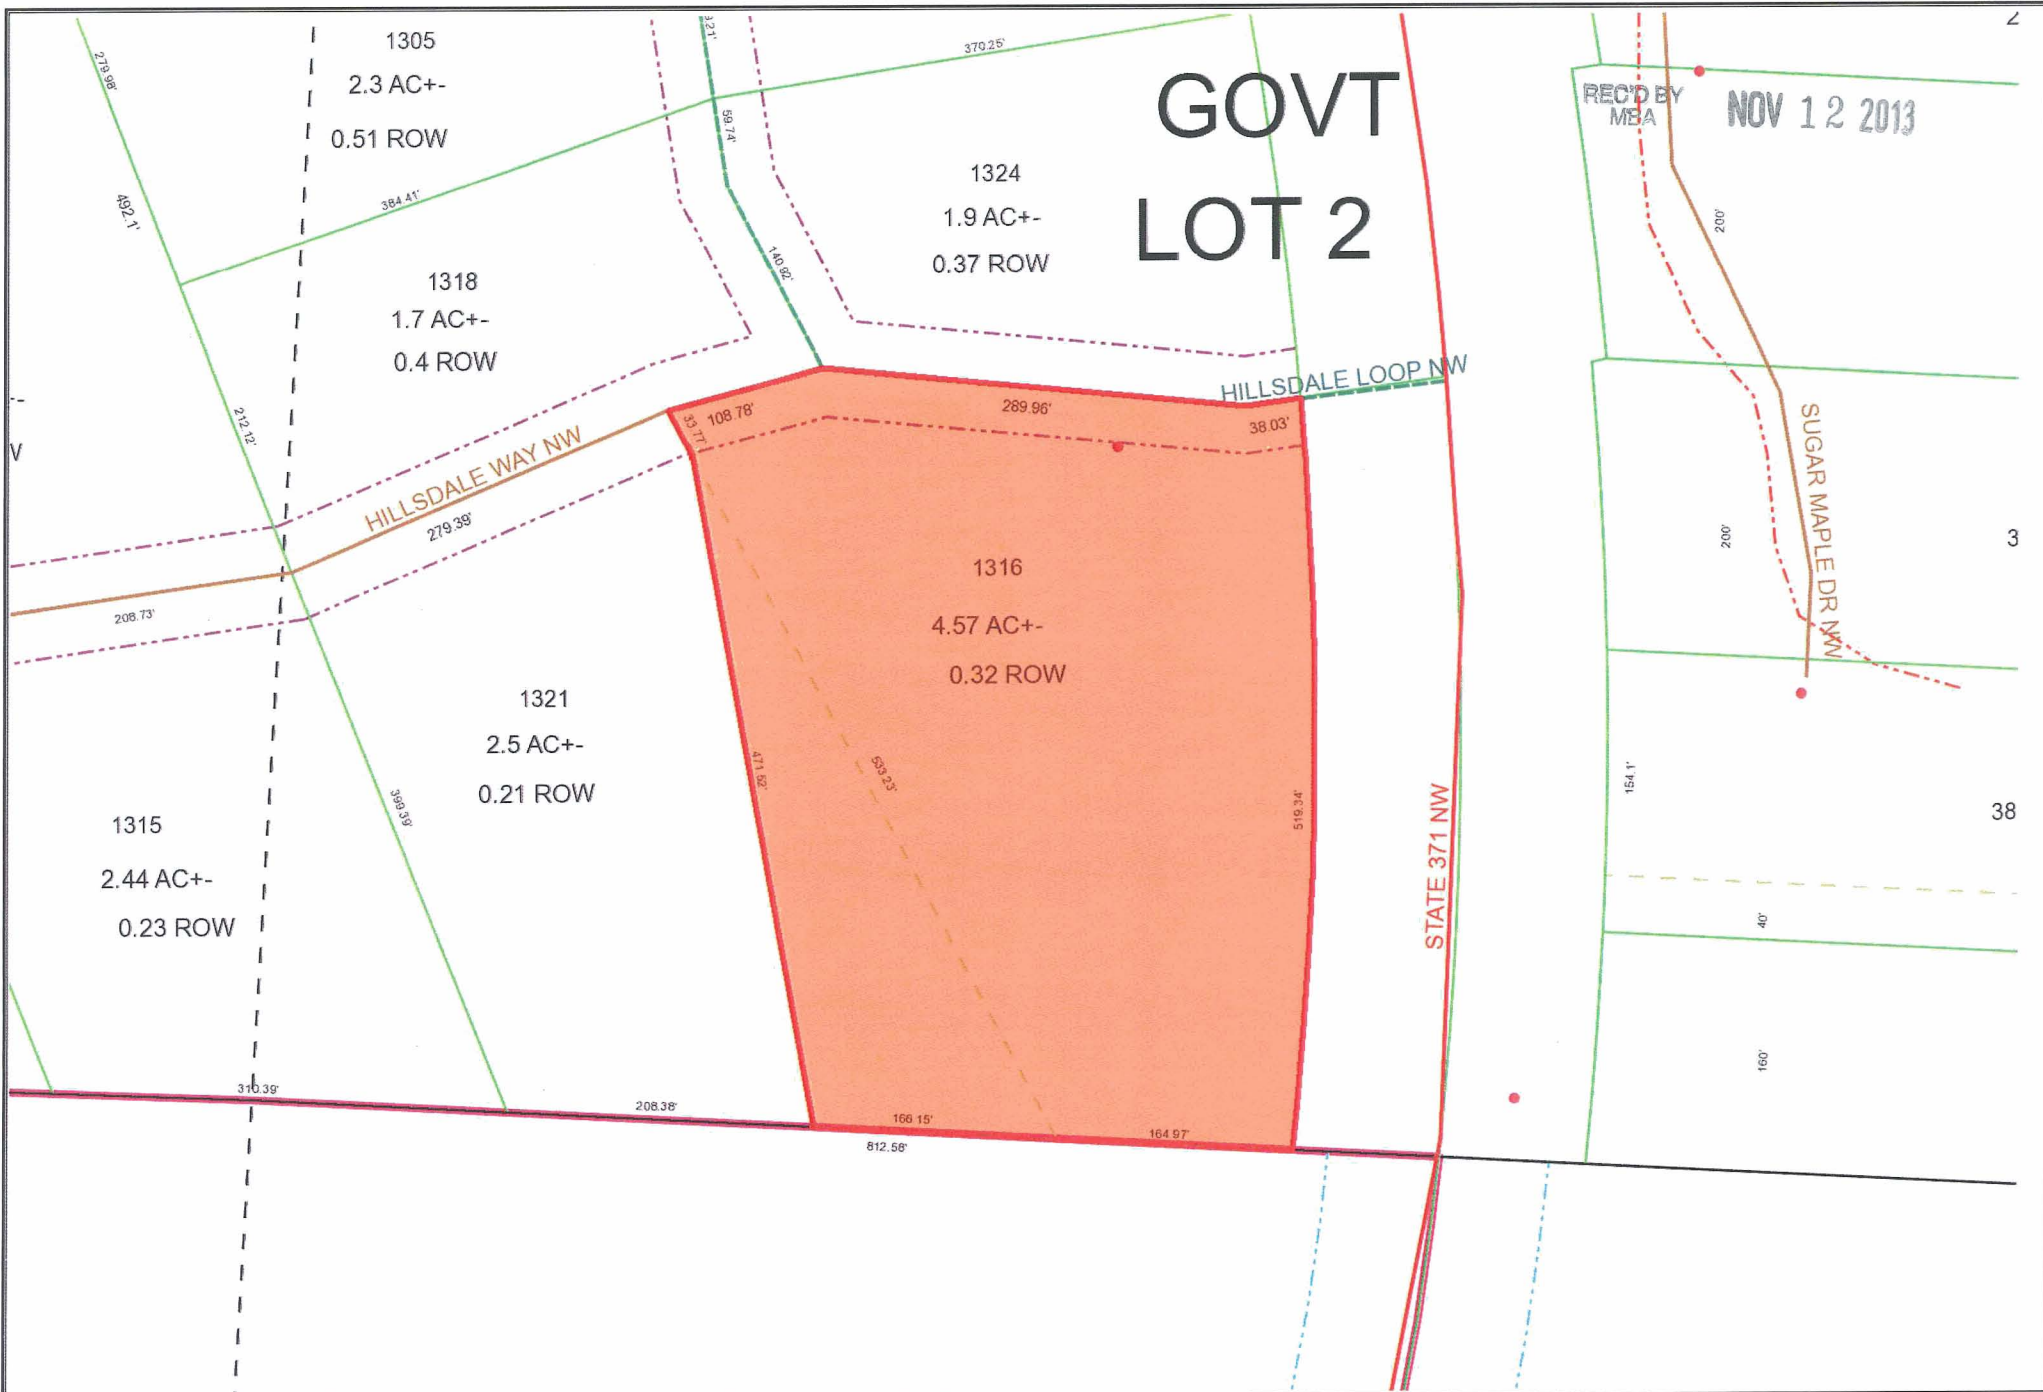 GOVT
LOT 2
REC'D BY
MEA
NOV 12 2013
279.98'
492.1'
1305
2.3 AC+-
0.51 ROW
384.41'
59.74'
140.92'
370.25'
1324
1.9 AC+-
0.37 ROW
1318
1.7 AC+-
0.4 ROW
212.12'
HILLSDALE WAY NW
279.39'
208.73'
HILLSDALE LOOP NW
33.77'
108.78'
289.96'
38.03'
1316
4.57 AC+-
0.32 ROW
471.52'
533.23'
519.34'
1321
2.5 AC+-
0.21 ROW
399.39'
1315
2.44 AC+-
0.23 ROW
310.39'
208.38'
166.15'
164.97'
812.58'
STATE 371 NW
SUGAR MAPLE DR NW
200'
200'
154.1'
40'
160'
3
38